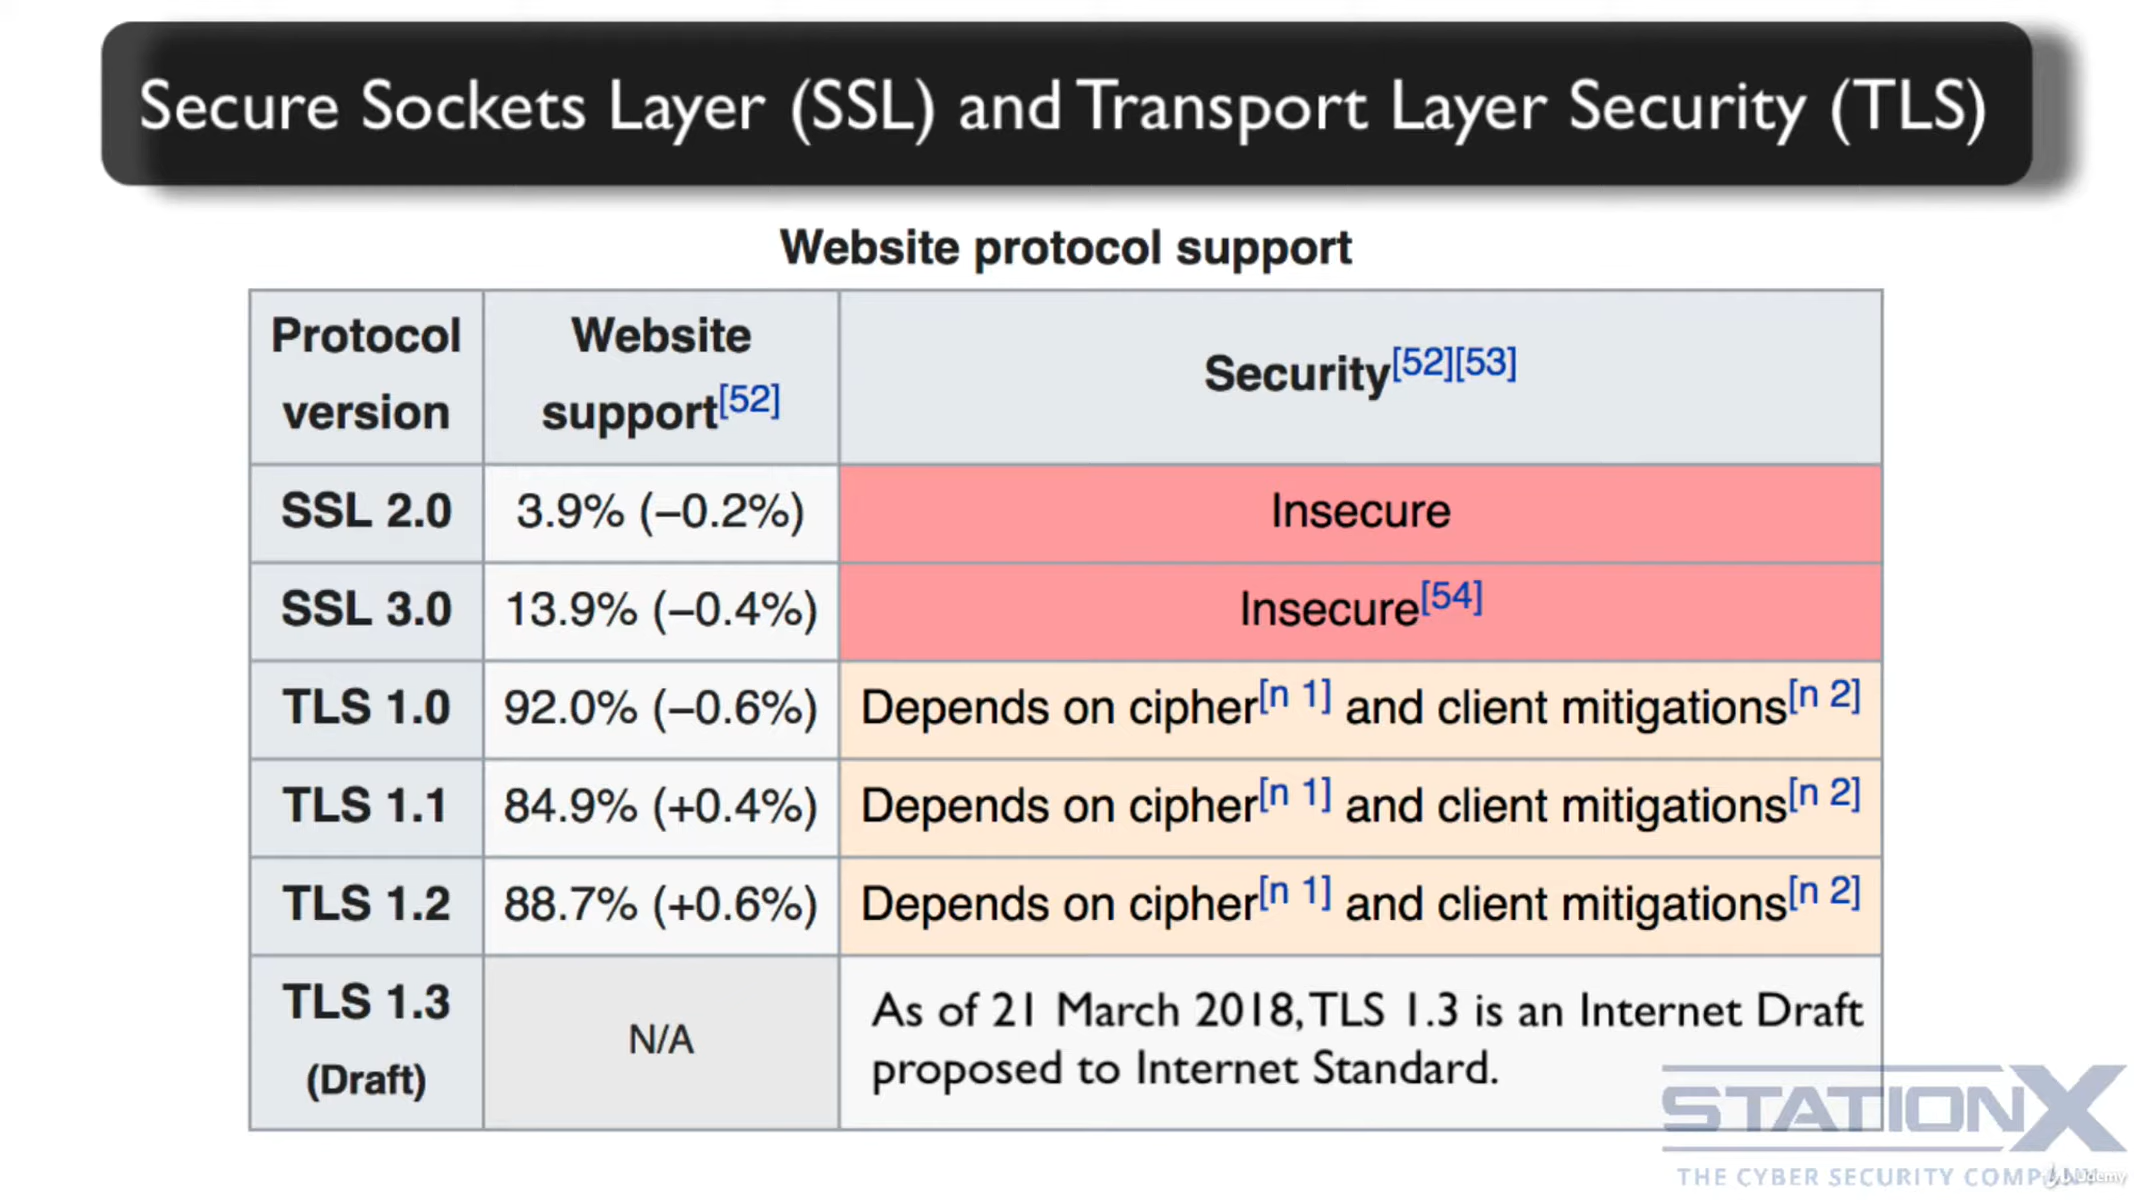 Secure Sockets Layer (SSL) and Transport Layer Security (TLS)
Website protocol support
Protocol version
Website support[52]
Security[52][53]
SSL 2.0
3.9% (−0.2%)
Insecure
SSL 3.0
13.9% (−0.4%)
Insecure[54]
TLS 1.0
92.0% (−0.6%)
Depends on cipher[n 1] and client mitigations[n 2]
TLS 1.1
84.9% (+0.4%)
Depends on cipher[n 1] and client mitigations[n 2]
TLS 1.2
88.7% (+0.6%)
Depends on cipher[n 1] and client mitigations[n 2]
TLS 1.3
(Draft)
N/A
As of 21 March 2018, TLS 1.3 is an Internet Draft
proposed to Internet Standard.
STATIONX
THE CYBER SECURITY
Udemy